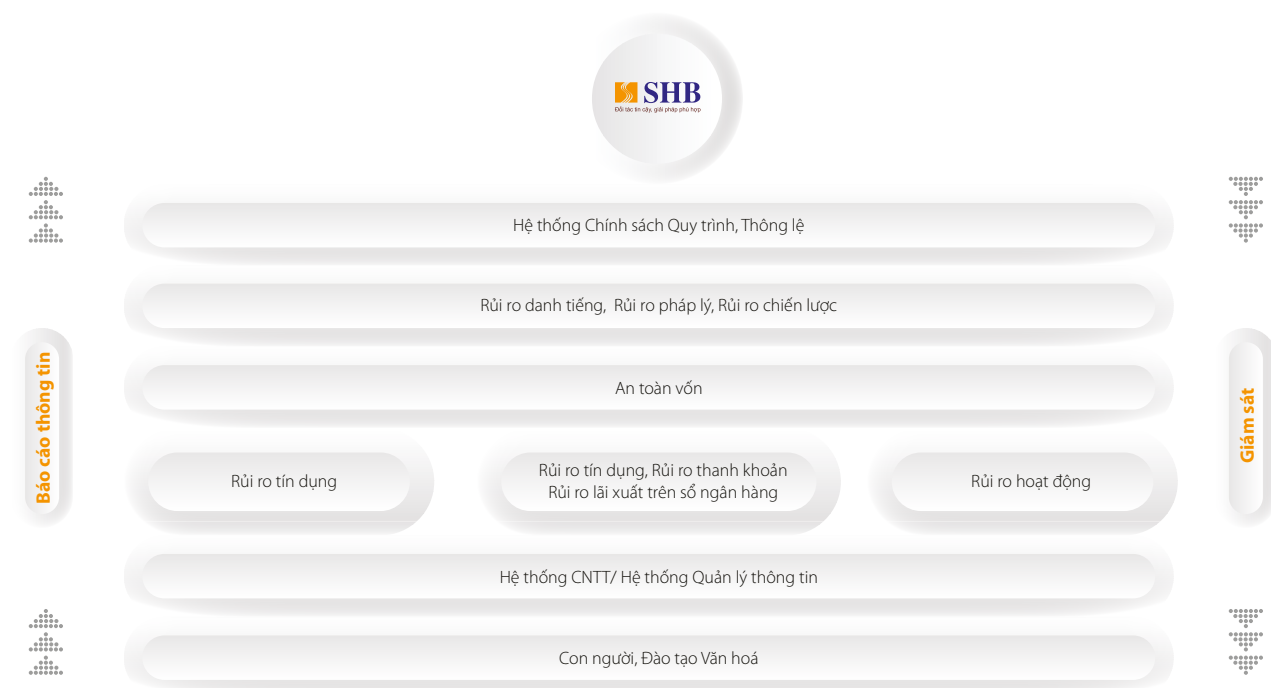 SHB
Đối tác tin cậy, giải pháp phù hợp
Hệ thống Chính sách Quy trình, Thông lệ
Rủi ro danh tiếng, Rủi ro pháp lý, Rủi ro chiến lược
Báo cáo thông tin
An toàn vốn
Giám sát
Rủi ro tín dụng
Rủi ro tín dụng, Rủi ro thanh khoản
Rủi ro lãi xuất trên sổ ngân hàng
Rủi ro hoạt động
Hệ thống CNTT/ Hệ thống Quản lý thông tin
Con người, Đào tạo Văn hoá